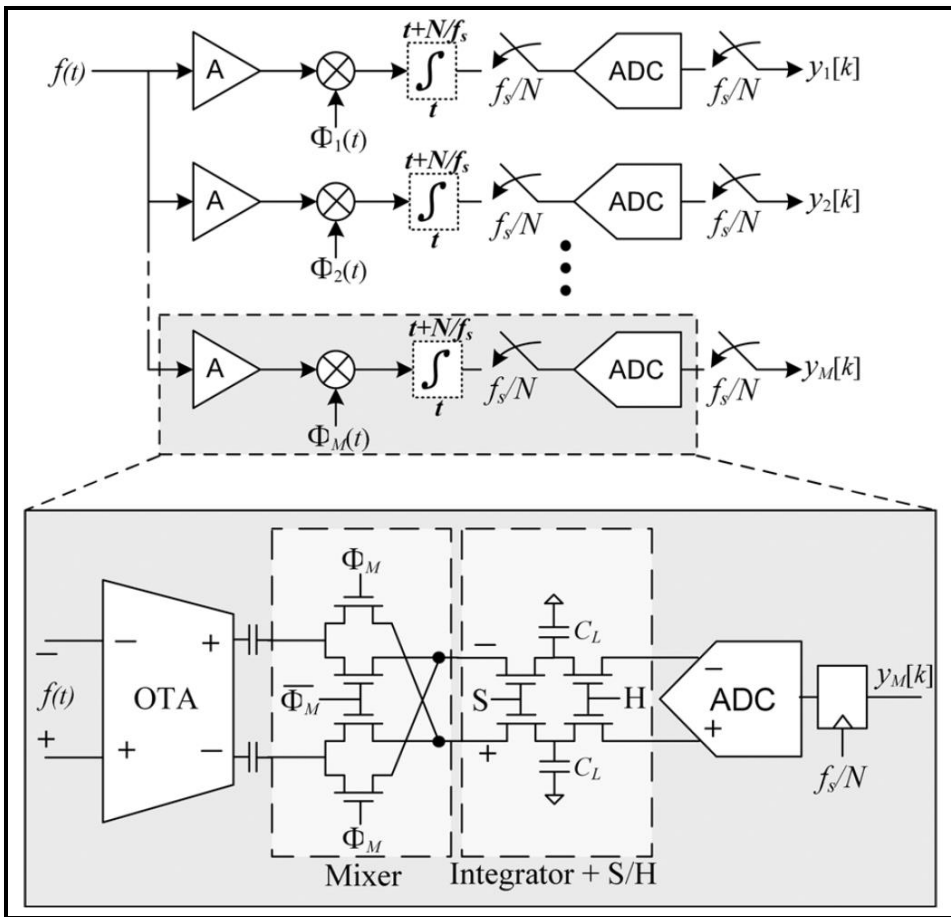 t+N/fs
f(t) A ∫ fs/N ADC fs/N y1[k]
t
Φ1(t)
t+N/fs
A ∫ fs/N ADC fs/N y2[k]
t
Φ2(t)
t+N/fs
A ∫ fs/N ADC fs/N yM[k]
t
ΦM(t)
ΦM
− + − CL − yM[k]
f(t) OTA Φ̅M S H ADC
+ + − + CL + fs/N
ΦM
Mixer Integrator + S/H